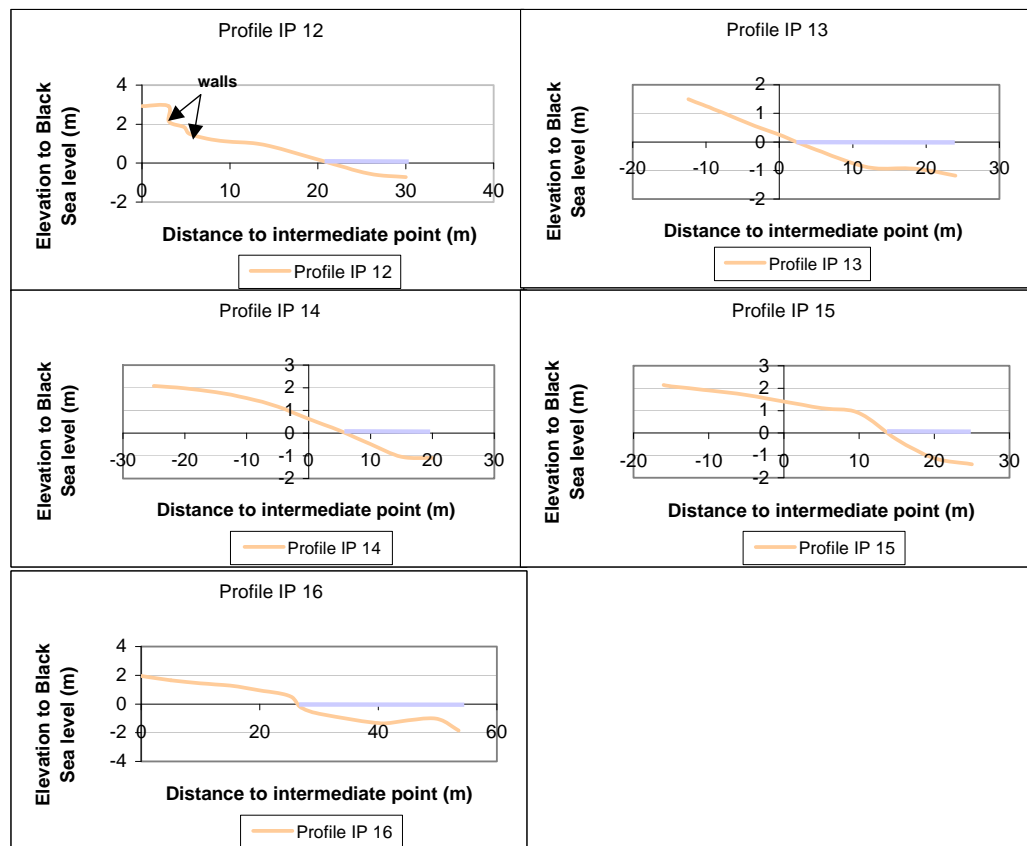 Profile IP 12
Elevation to Black
Sea level (m)
4
2
0
-2
walls
0
10
20
30
40
Distance to intermediate point (m)
Profile IP 12
Profile IP 13
Elevation to Black
Sea level (m)
2
1
0
-1
-2
-20
-10
0
10
20
30
Distance to intermediate point (m)
Profile IP 13
Profile IP 14
Elevation to Black
Sea level (m)
3
2
1
0
-1
-2
-30
-20
-10
0
10
20
30
Distance to intermediate point (m)
Profile IP 14
Profile IP 15
Elevation to Black
Sea level (m)
3
2
1
0
-1
-2
-20
-10
0
10
20
30
Distance to intermediate point (m)
Profile IP 15
Profile IP 16
Elevation to Black
Sea level (m)
4
2
0
-2
-4
0
20
40
60
Distance to intermediate point (m)
Profile IP 16